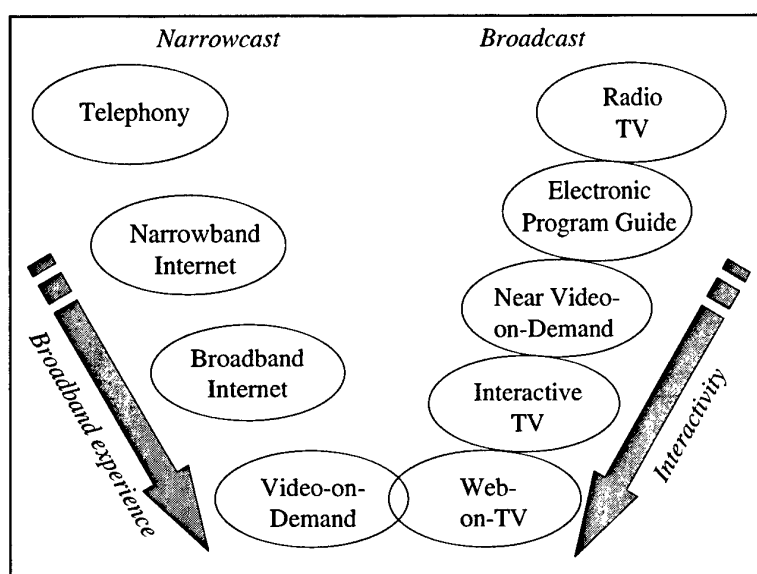 Narrowcast
Broadcast
Telephony
Radio
TV
Electronic
Program Guide
Narrowband
Internet
Near Video-
on-Demand
Broadband
Internet
Interactive
TV
Video-on-
Demand
Web-
on-TV
Broadband experience
Interactivity